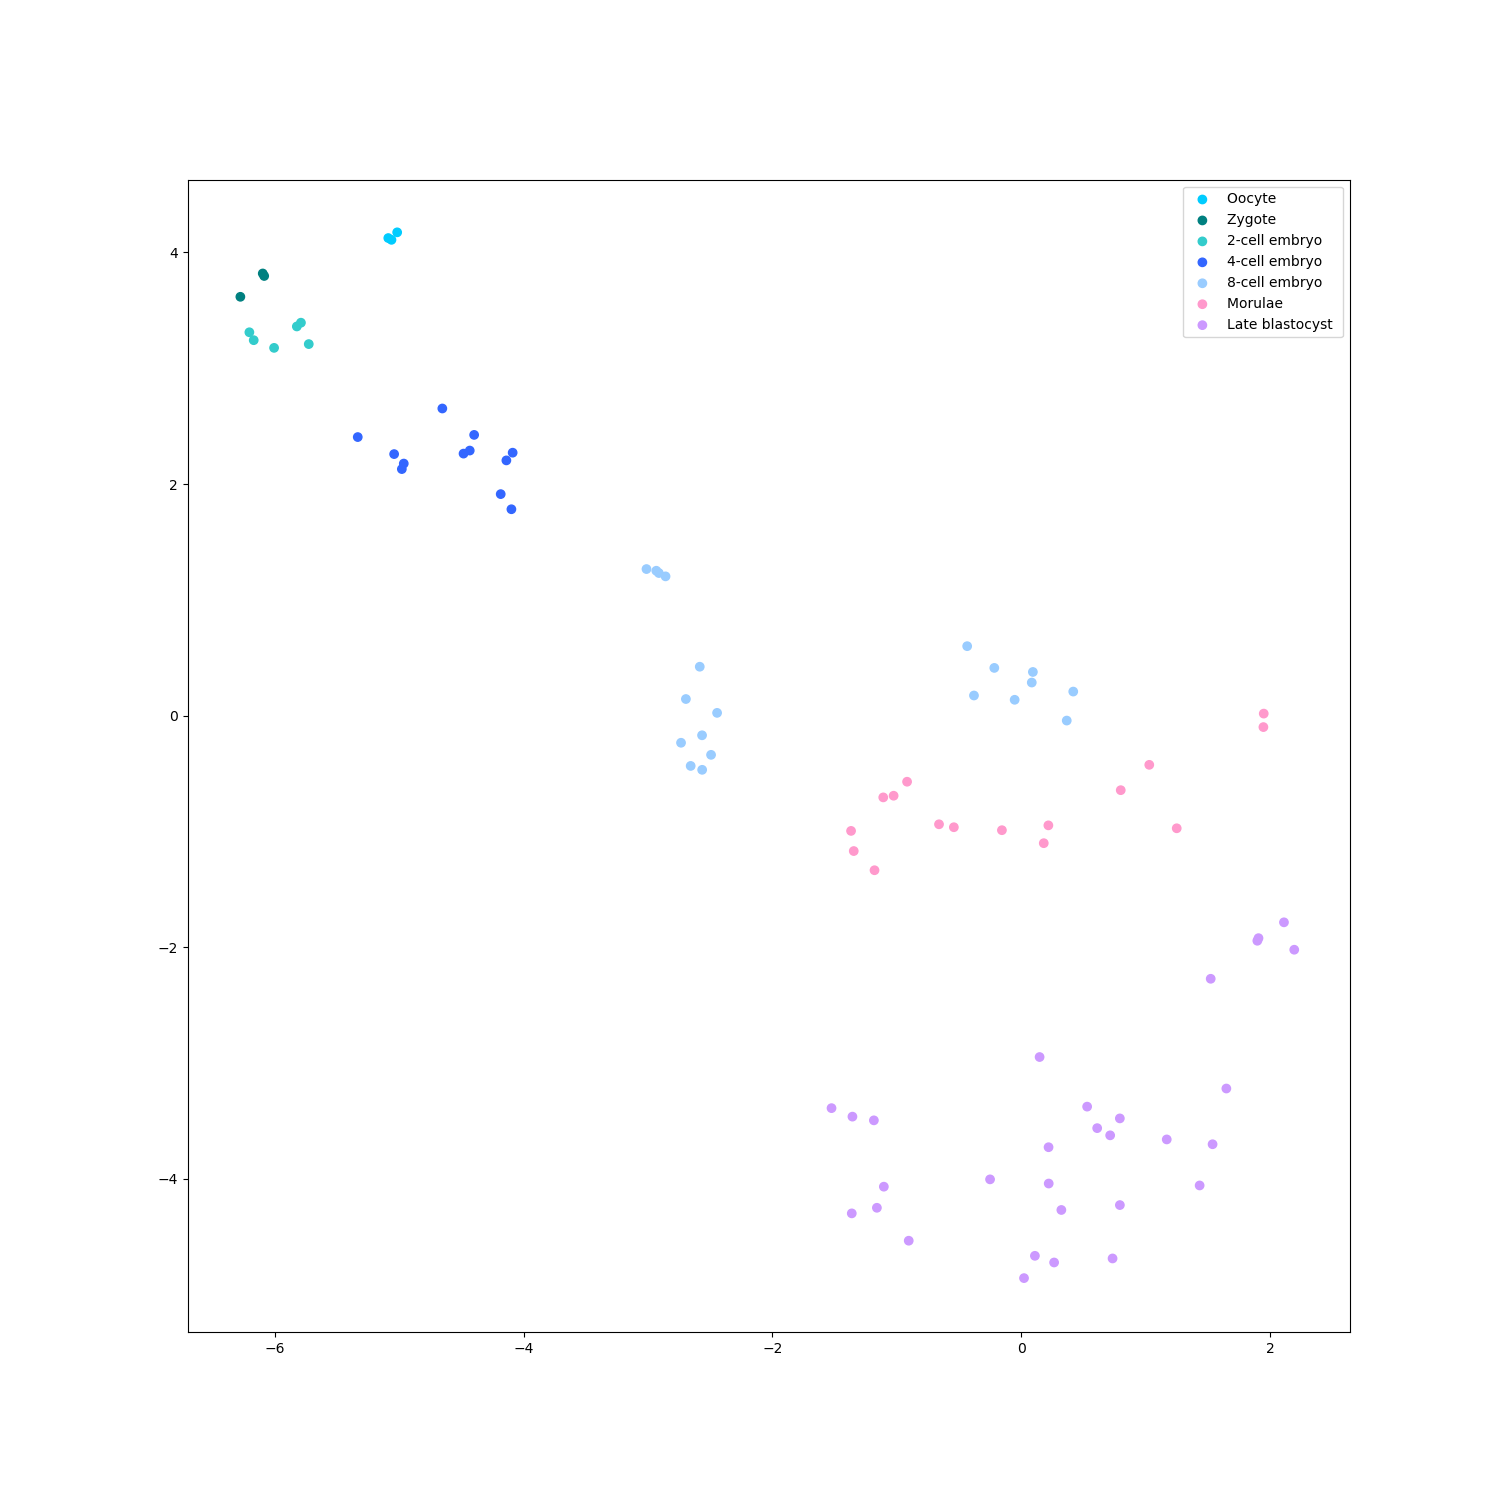 Oocyte
Zygote
2-cell embryo
4-cell embryo
8-cell embryo
Morulae
Late blastocyst
4
2
0
−2
−4
−6
−4
−2
0
2